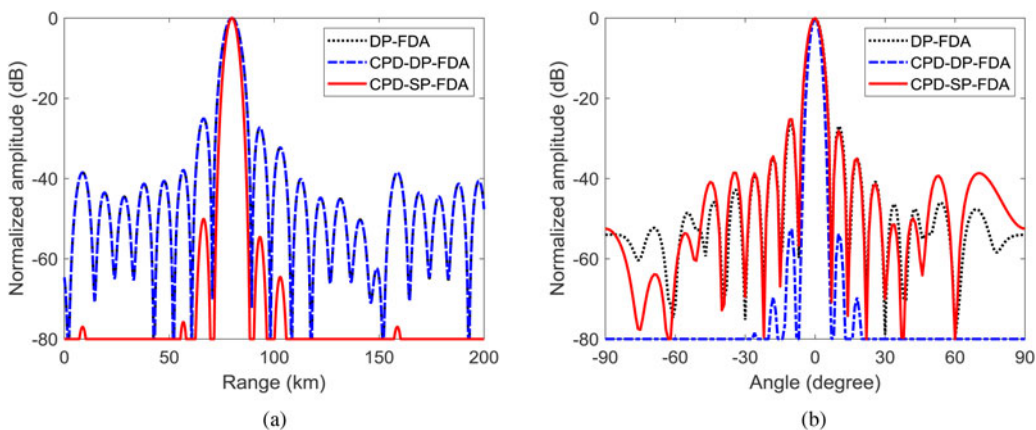 0
-20
-40
-60
-80
Normalized amplitude (dB)
DP-FDA
CPD-DP-FDA
CPD-SP-FDA
0 50 100 150 200
Range (km)
(a)
0
-20
-40
-60
-80
Normalized amplitude (dB)
DP-FDA
CPD-DP-FDA
CPD-SP-FDA
-90 -60 -30 0 30 60 90
Angle (degree)
(b)